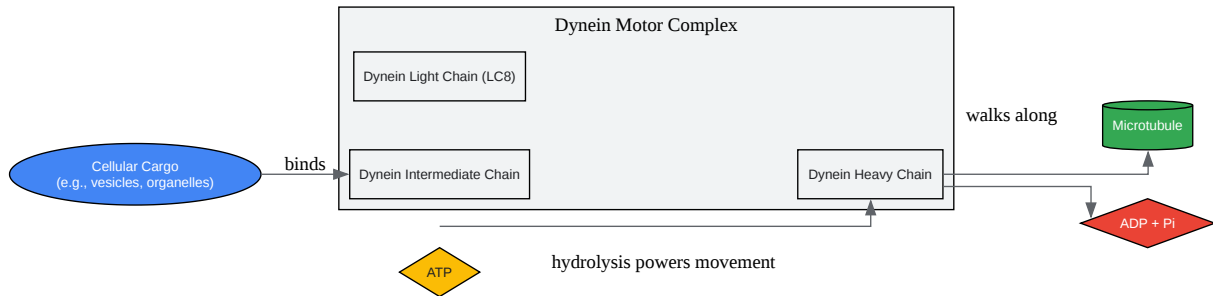 Dynein Motor Complex
Dynein Light Chain (LC8)
walks along
Microtubule
Cellular Cargo
(e.g., vesicles, organelles)
binds
Dynein Intermediate Chain
Dynein Heavy Chain
ADP + Pi
ATP
hydrolysis powers movement